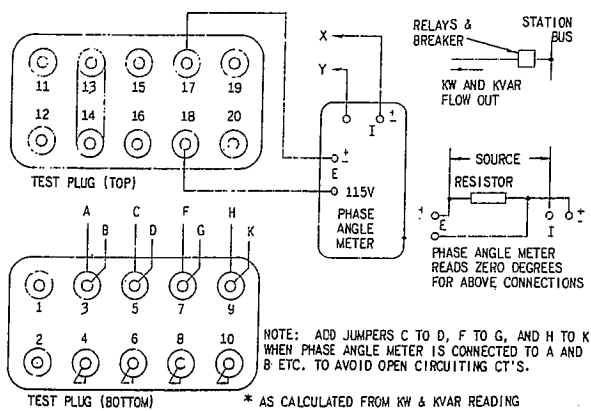 X
Y
RELAYS &
BREAKER
STATION
BUS
KW AND KVAR
FLOW OUT
11 13 15 17 19
12 14 16 18 20
TEST PLUG (TOP)
I ±
±
E
115V
PHASE
ANGLE
METER
SOURCE
RESISTOR
±
E
I
±
PHASE ANGLE METER
READS ZERO DEGREES
FOR ABOVE CONNECTIONS
A C F H
B D G K
1 3 5 7 9
2 4 6 8 10
TEST PLUG (BOTTOM)
NOTE: ADD JUMPERS C TO D, F TO G, AND H TO K
WHEN PHASE ANGLE METER IS CONNECTED TO A AND
B ETC. TO AVOID OPEN CIRCUITING CT'S.
* AS CALCULATED FROM KW & KVAR READING